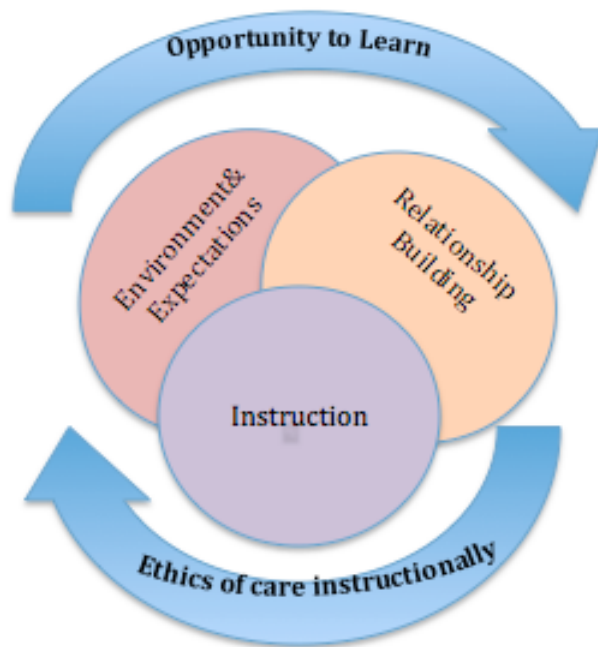 Opportunity to Learn
Environment&
Expectations
Relationship
Building
Instruction
Ethics of care instructionally